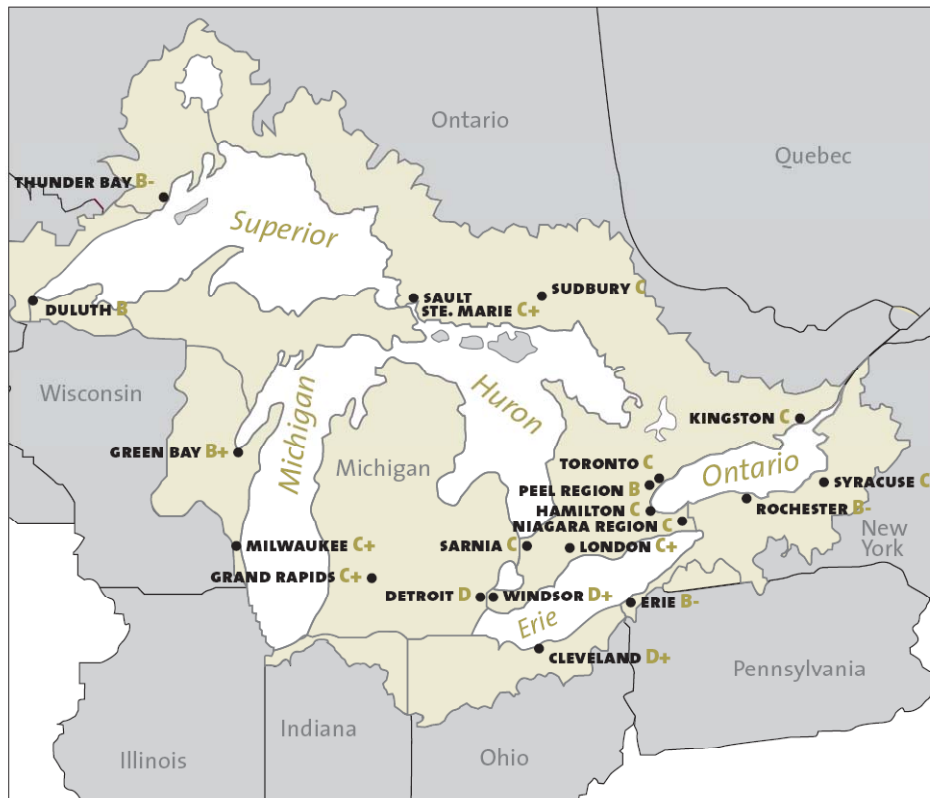 Ontario
Quebec
THUNDER BAY B-
Superior
SAULT
STE. MARIE C+
SUDBURY C
DULUTH B
Wisconsin
Michigan
Huron
KINGSTON C
GREEN BAY B+
Michigan
TORONTO C
Ontario
PEEL REGION B
SYRACUSE C
HAMILTON C
ROCHESTER B-
NIAGARA REGION C
New
York
MILWAUKEE C+
SARNIA C
LONDON C+
GRAND RAPIDS C+
DETROIT D
WINDSOR D+
ERIE B-
Erie
CLEVELAND D+
Pennsylvania
Indiana
Illinois
Ohio